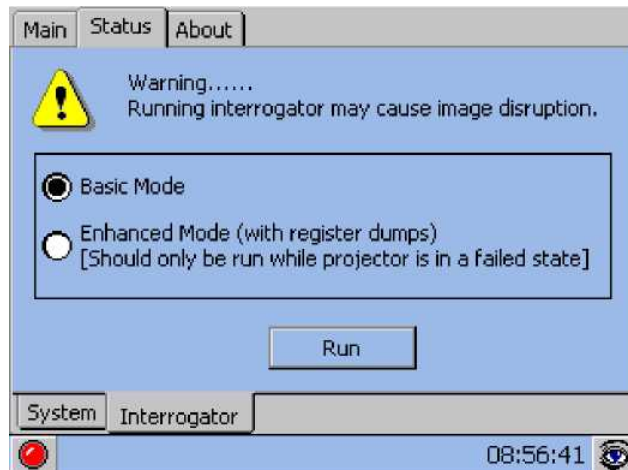 Main Status About
Warning......
Running interrogator may cause image disruption.
Basic Mode
Enhanced Mode (with register dumps)
[Should only be run while projector is in a failed state]
Run
System Interrogator
08:56:41